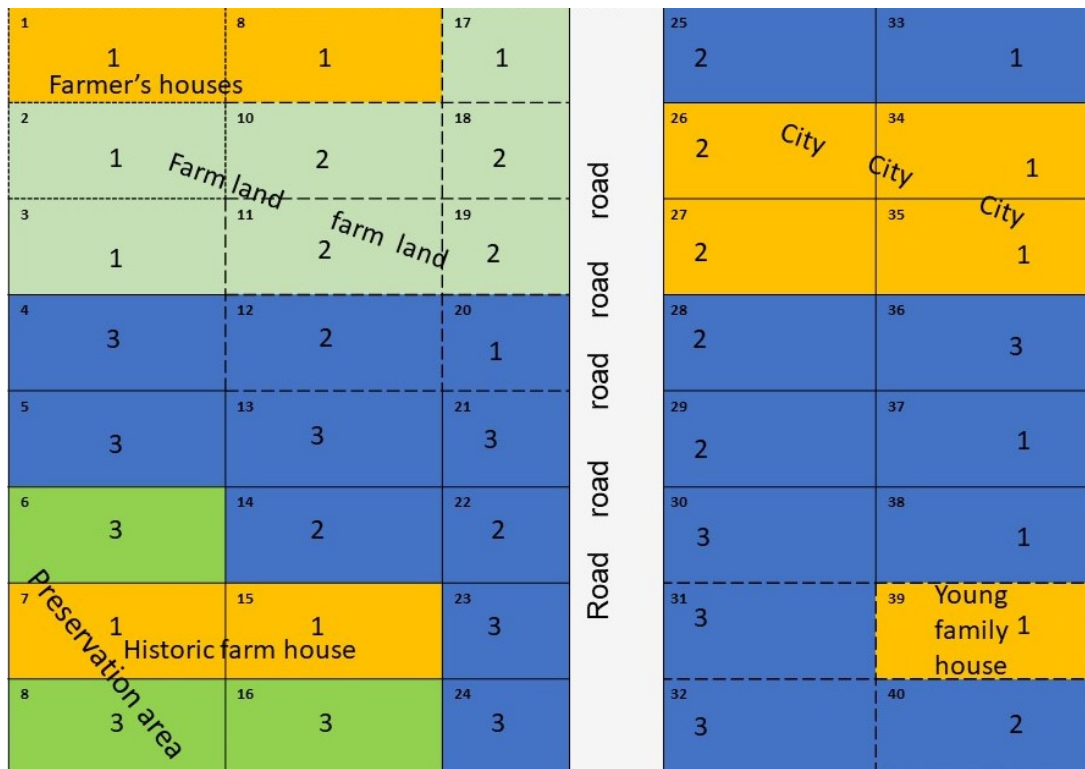 1 8 17 25 33
1 1 1 2 1
Farmer's houses
2 10 18 26 34
1 2 2 2 1
Farm land
City
City
3 11 19 27 35
1 2 2 2 1
farm land
City
4 12 20 28 36
3 2 1 2 3
5 13 21 29 37
3 3 3 2 1
6 14 22 30 38
3 2 2 3 1
7 15 23 31 39
1 1 3 3 1
Historic farm house
Young
family
house
8 16 24 32 40
3 3 3 3 2
Preservation area
Road road road road road